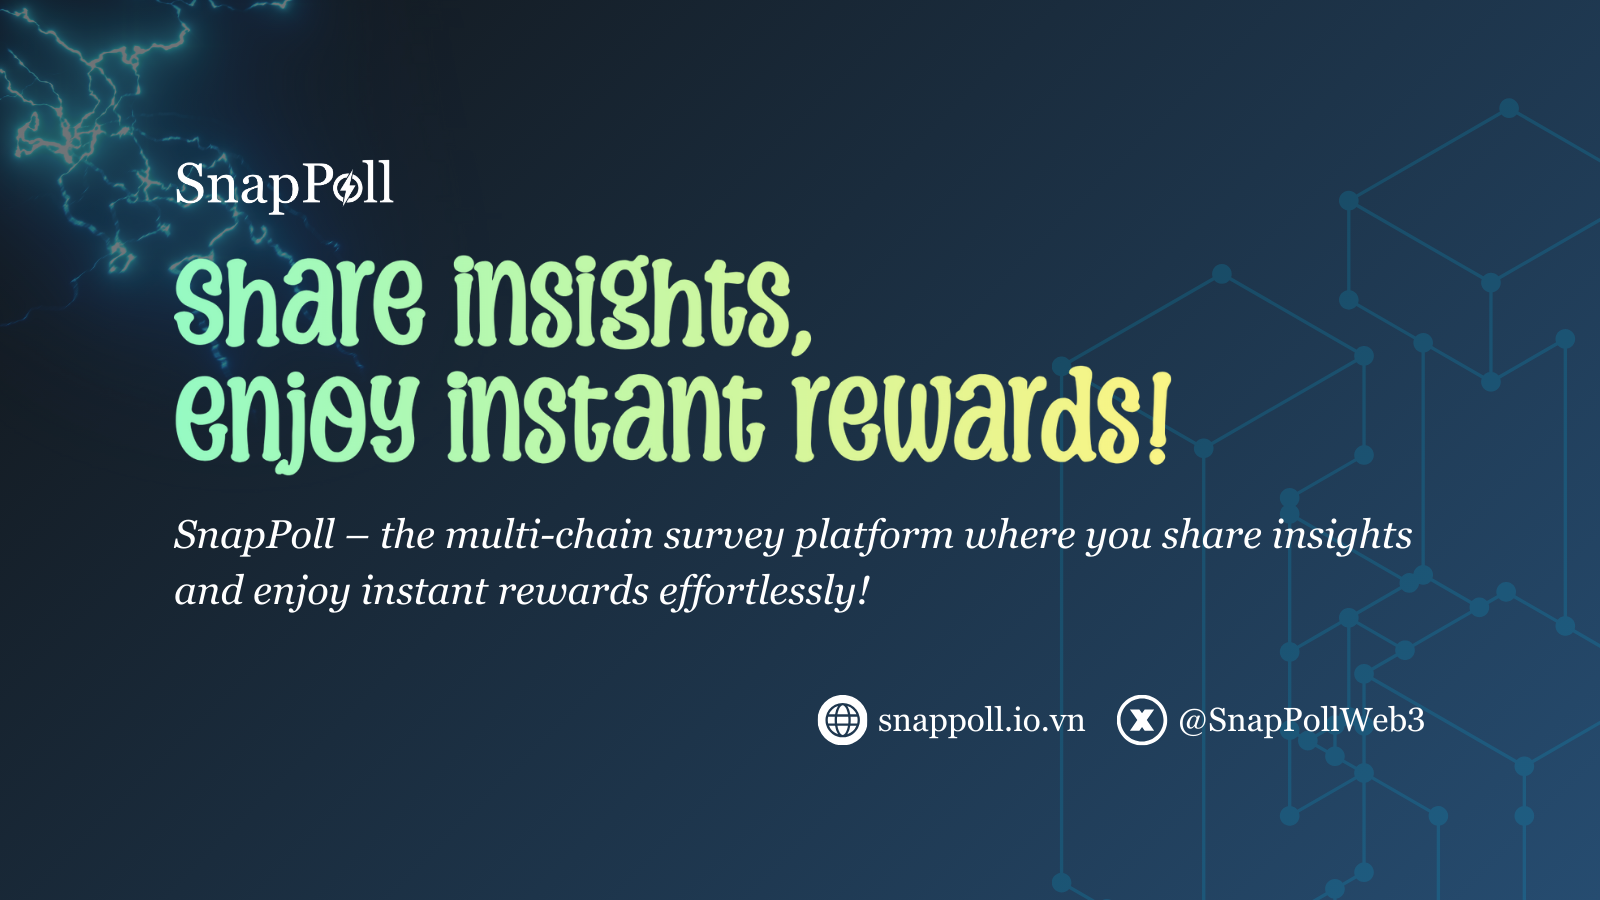 SnapPoll
Share insights,
enjoy instant rewards!
SnapPoll – the multi-chain survey platform where you share insights
and enjoy instant rewards effortlessly!
snappoll.io.vn
@SnapPollWeb3